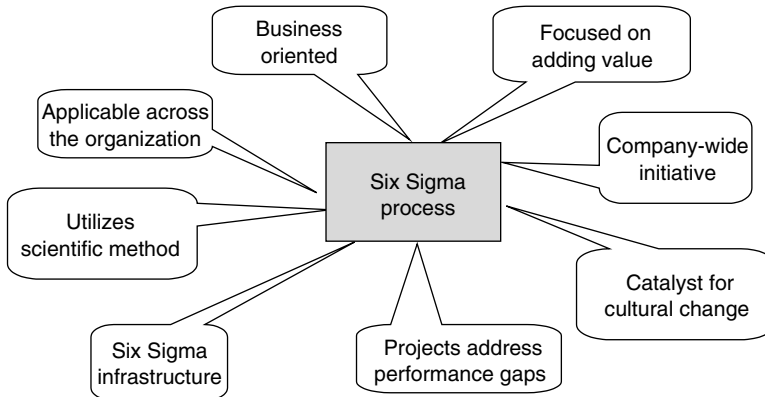 Business
oriented
Focused on
adding value
Applicable across
the organization
Company-wide
initiative
Six Sigma
process
Utilizes
scientific method
Catalyst for
cultural change
Six Sigma
infrastructure
Projects address
performance gaps